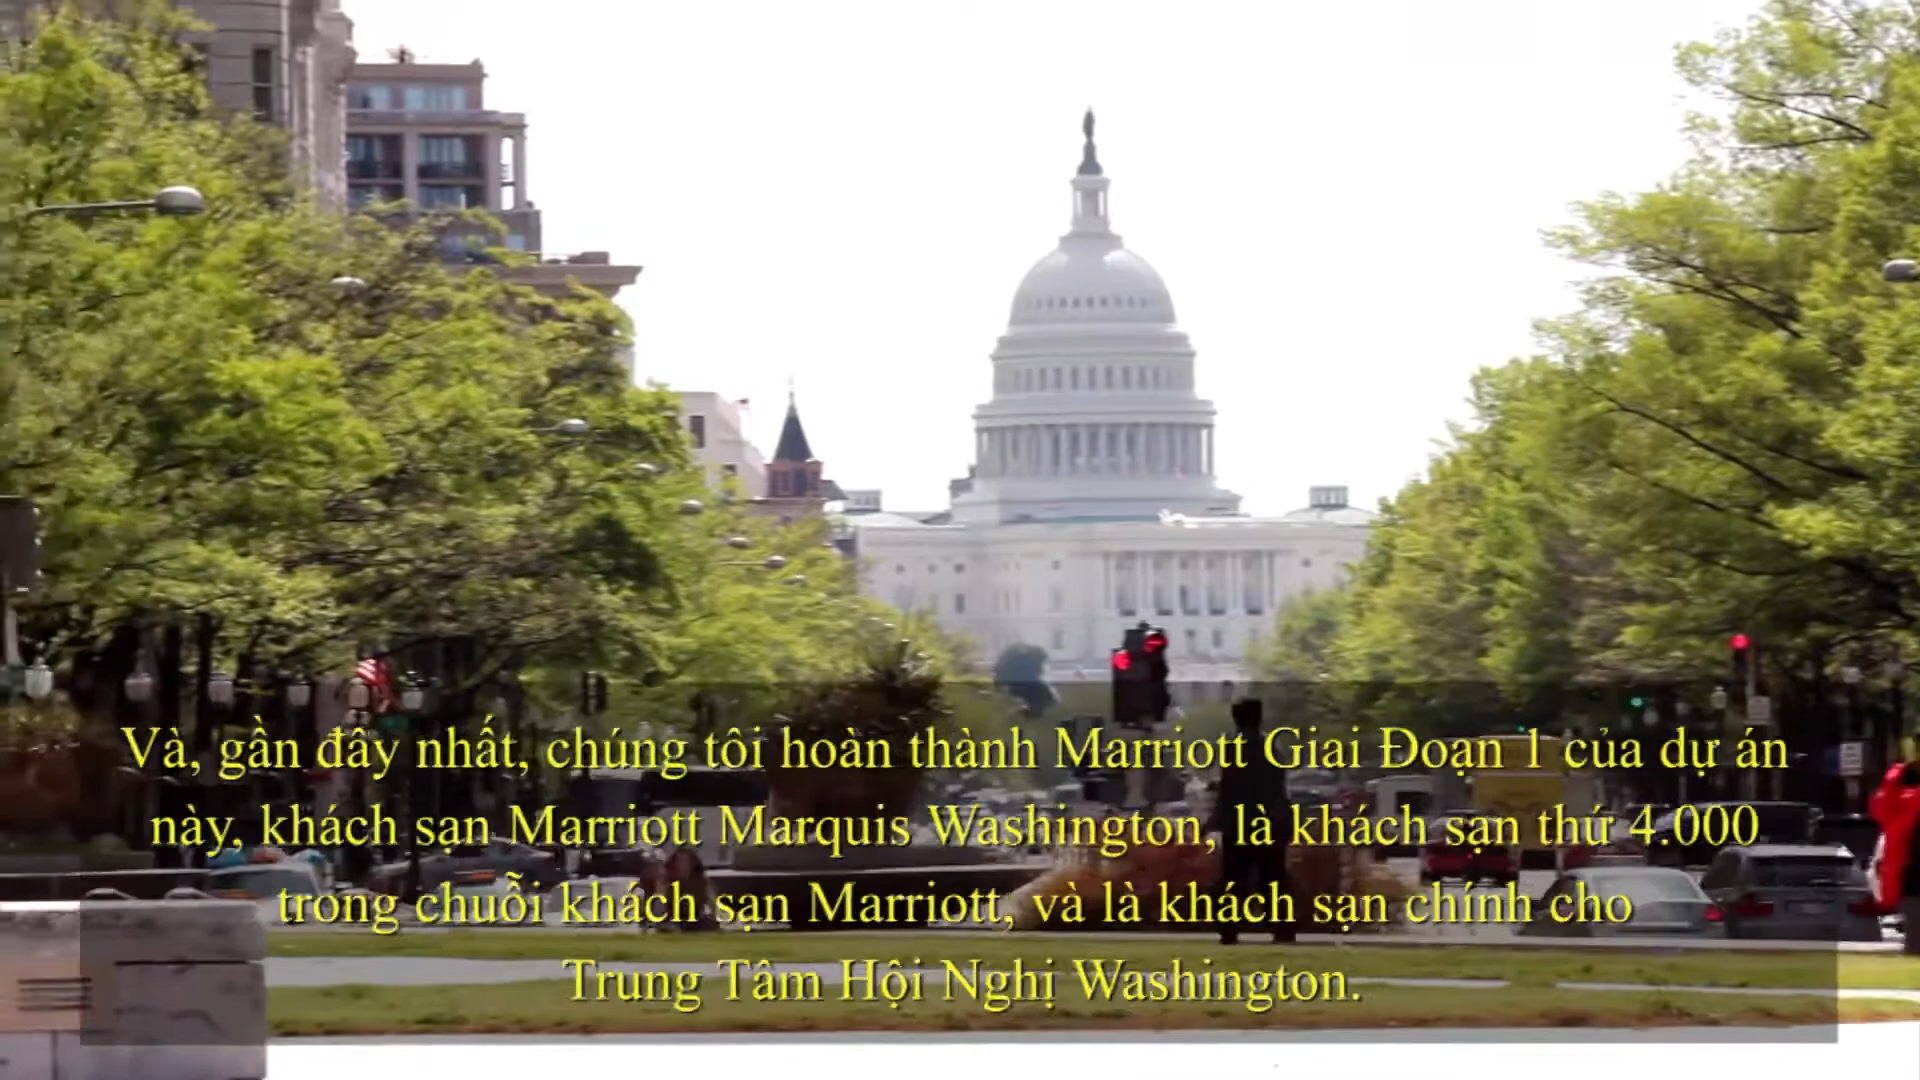 Và, gần đây nhất, chúng tôi hoàn thành Marriott Giai Đoạn 1 của dự án
này, khách sạn Marriott Marquis Washington, là khách sạn thứ 4.000
trong chuỗi khách sạn Marriott, và là khách sạn chính cho
Trung Tâm Hội Nghị Washington.